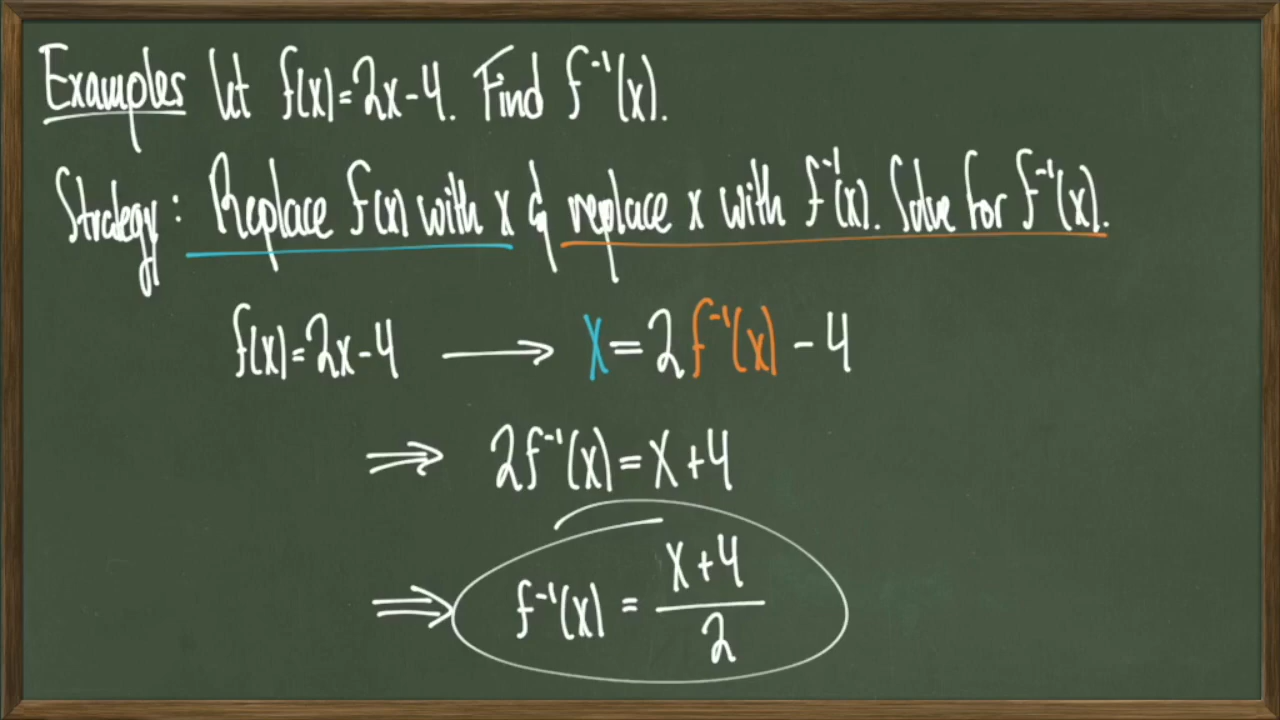 Examples Let f(x)=2x-4. Find f⁻¹(x).
Strategy: Replace f(x) with x & replace x with f⁻¹(x). Solve for f⁻¹(x).
f(x)=2x-4 ⟶ x=2f⁻¹(x)-4
⇒ 2f⁻¹(x)=x+4
⇒ f⁻¹(x) = (x+4)/2